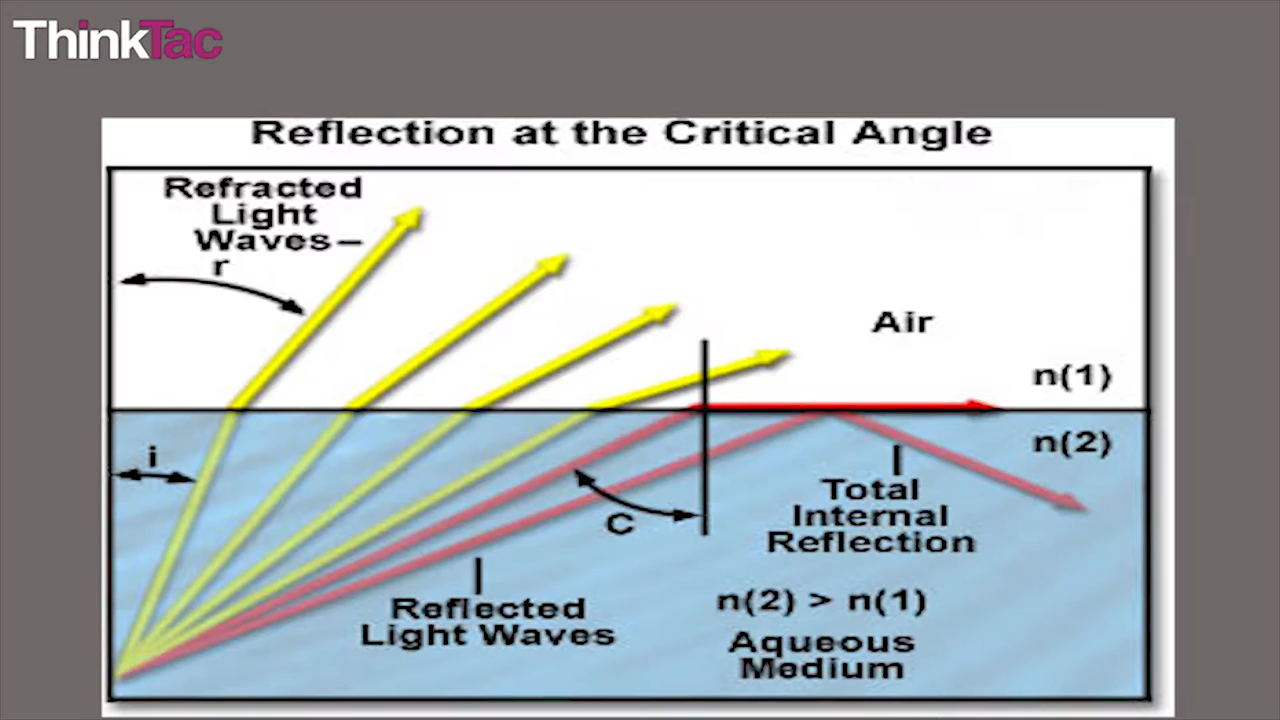 ThinkTac
Reflection at the Critical Angle
Refracted
Light
Waves–
r
Air
n(1)
n(2)
i
C
Total
Internal
Reflection
Reflected
Light Waves
n(2) > n(1)
Aqueous
Medium